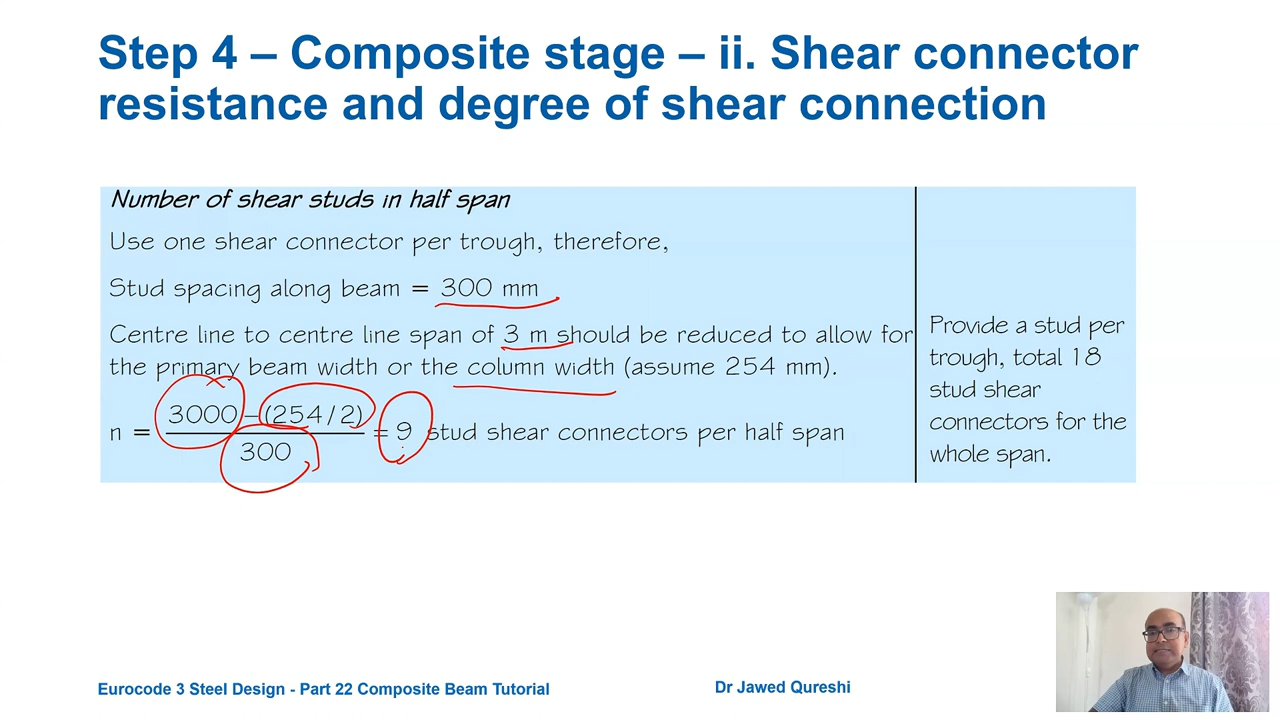 Step 4 – Composite stage – ii. Shear connector
resistance and degree of shear connection
Number of shear studs in half span
Use one shear connector per trough, therefore,
Stud spacing along beam = 300 mm
Centre line to centre line span of 3 m should be reduced to allow for
the primary beam width or the column width (assume 254 mm).
n = 3000 – (254/2) / 300 = 9 stud shear connectors per half span
Provide a stud per
trough, total 18
stud shear
connectors for the
whole span.
Eurocode 3 Steel Design - Part 22 Composite Beam Tutorial
Dr Jawed Qureshi